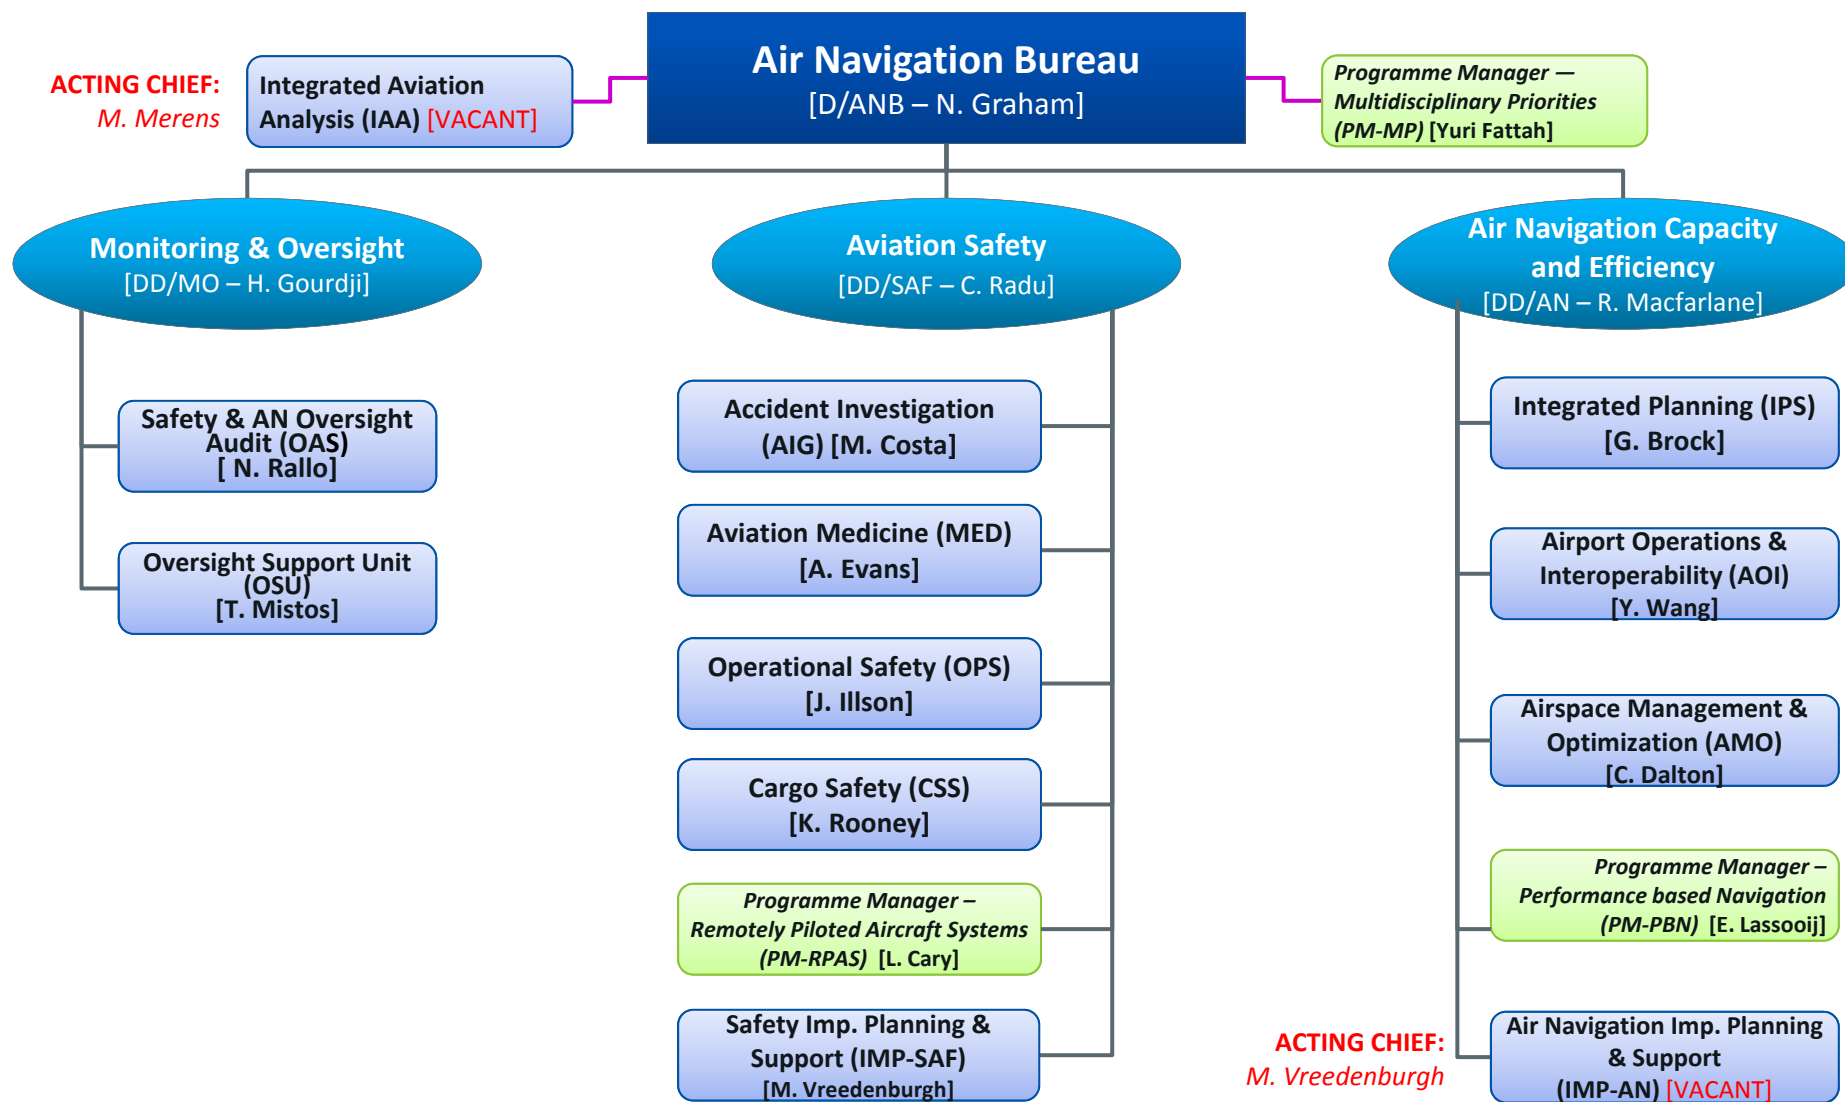 Air Navigation Bureau
[D/ANB – N. Graham]
ACTING CHIEF:
M. Merens
Integrated Aviation
Analysis (IAA) [VACANT]
Programme Manager —
Multidisciplinary Priorities
(PM-MP) [Yuri Fattah]
Monitoring & Oversight
[DD/MO – H. Gourdji]
Aviation Safety
[DD/SAF – C. Radu]
Air Navigation Capacity
and Efficiency
[DD/AN – R. Macfarlane]
Safety & AN Oversight
Audit (OAS)
[ N. Rallo]
Oversight Support Unit
(OSU)
[T. Mistos]
Accident Investigation
(AIG) [M. Costa]
Aviation Medicine (MED)
[A. Evans]
Operational Safety (OPS)
[J. Illson]
Cargo Safety (CSS)
[K. Rooney]
Programme Manager –
Remotely Piloted Aircraft Systems
(PM-RPAS) [L. Cary]
Safety Imp. Planning &
Support (IMP-SAF)
[M. Vreedenburgh]
Integrated Planning (IPS)
[G. Brock]
Airport Operations &
Interoperability (AOI)
[Y. Wang]
Airspace Management &
Optimization (AMO)
[C. Dalton]
Programme Manager –
Performance based Navigation
(PM-PBN) [E. Lassooij]
ACTING CHIEF:
M. Vreedenburgh
Air Navigation Imp. Planning
& Support
(IMP-AN) [VACANT]